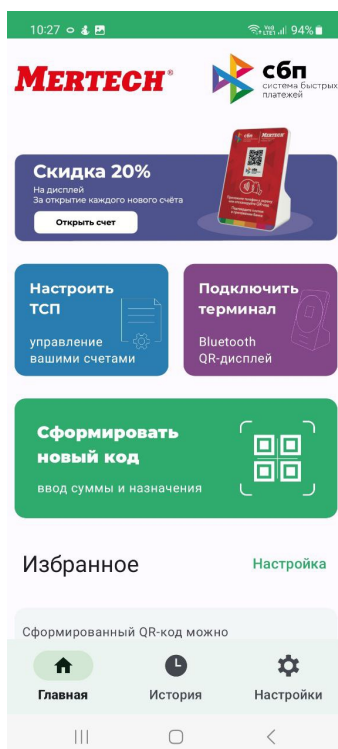 10:27
94%
MERTECH®
сбп
система быстрых
платежей
Скидка 20%
На дисплей
За открытие каждого нового счёта
Открыть счет
Настроить
ТСП
управление
вашими счетами
Подключить
терминал
Bluetooth
QR-дисплей
Сформировать
новый код
ввод суммы и назначения
Избранное
Настройка
Сформированный QR-код можно
Главная
История
Настройки